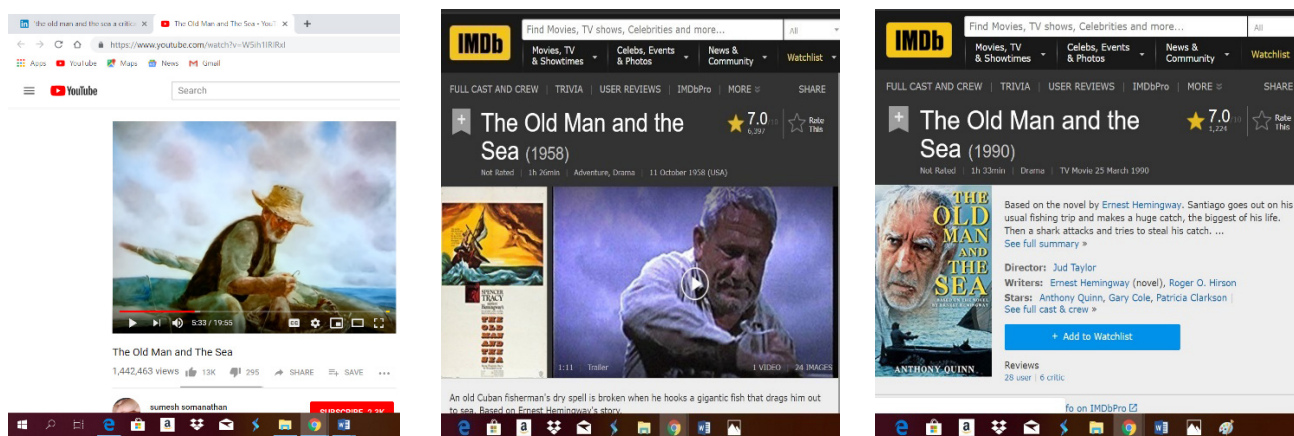 'the old man and the sea a critica
The Old Man and The Sea - YouT
https://www.youtube.com/watch?v=W5ih1IRlRxI
Apps YouTube Maps News Gmail
YouTube
Search
5:33 / 19:55
The Old Man and The Sea
1,442,463 views 13K 295 SHARE SAVE
sumesh somanathan
SUBSCRIBE 2.3K
IMDb
Find Movies, TV shows, Celebrities and more...
All
Movies, TV & Showtimes
Celebs, Events & Photos
News & Community
Watchlist
FULL CAST AND CREW | TRIVIA | USER REVIEWS | IMDbPro | MORE SHARE
The Old Man and the
Sea (1958)
7.0/10
6,397
Rate This
Not Rated | 1h 26min | Adventure, Drama | 11 October 1958 (USA)
SPENCER
TRACY
THE
OLD
MAN
AND
THE
SEA
1:11 Trailer
1 VIDEO | 24 IMAGES
An old Cuban fisherman's dry spell is broken when he hooks a gigantic fish that drags him out
to sea. Based on Ernest Hemingway's story.
IMDb
Find Movies, TV shows, Celebrities and more...
All
Movies, TV & Showtimes
Celebs, Events & Photos
News & Community
Watchlist
FULL CAST AND CREW | TRIVIA | USER REVIEWS | IMDbPro | MORE SHARE
The Old Man and the
Sea (1990)
7.0/10
1,224
Rate This
Not Rated | 1h 33min | Drama | TV Movie 25 March 1990
THE
OLD
MAN
AND
THE
SEA
ANTHONY QUINN
Based on the novel by Ernest Hemingway. Santiago goes out on his
usual fishing trip and makes a huge catch, the biggest of his life.
Then a shark attacks and tries to steal his catch. ...
See full summary »
Director: Jud Taylor
Writers: Ernest Hemingway (novel), Roger O. Hirson
Stars: Anthony Quinn, Gary Cole, Patricia Clarkson |
See full cast & crew »
+ Add to Watchlist
Reviews
28 user | 6 critic
fo on IMDbPro